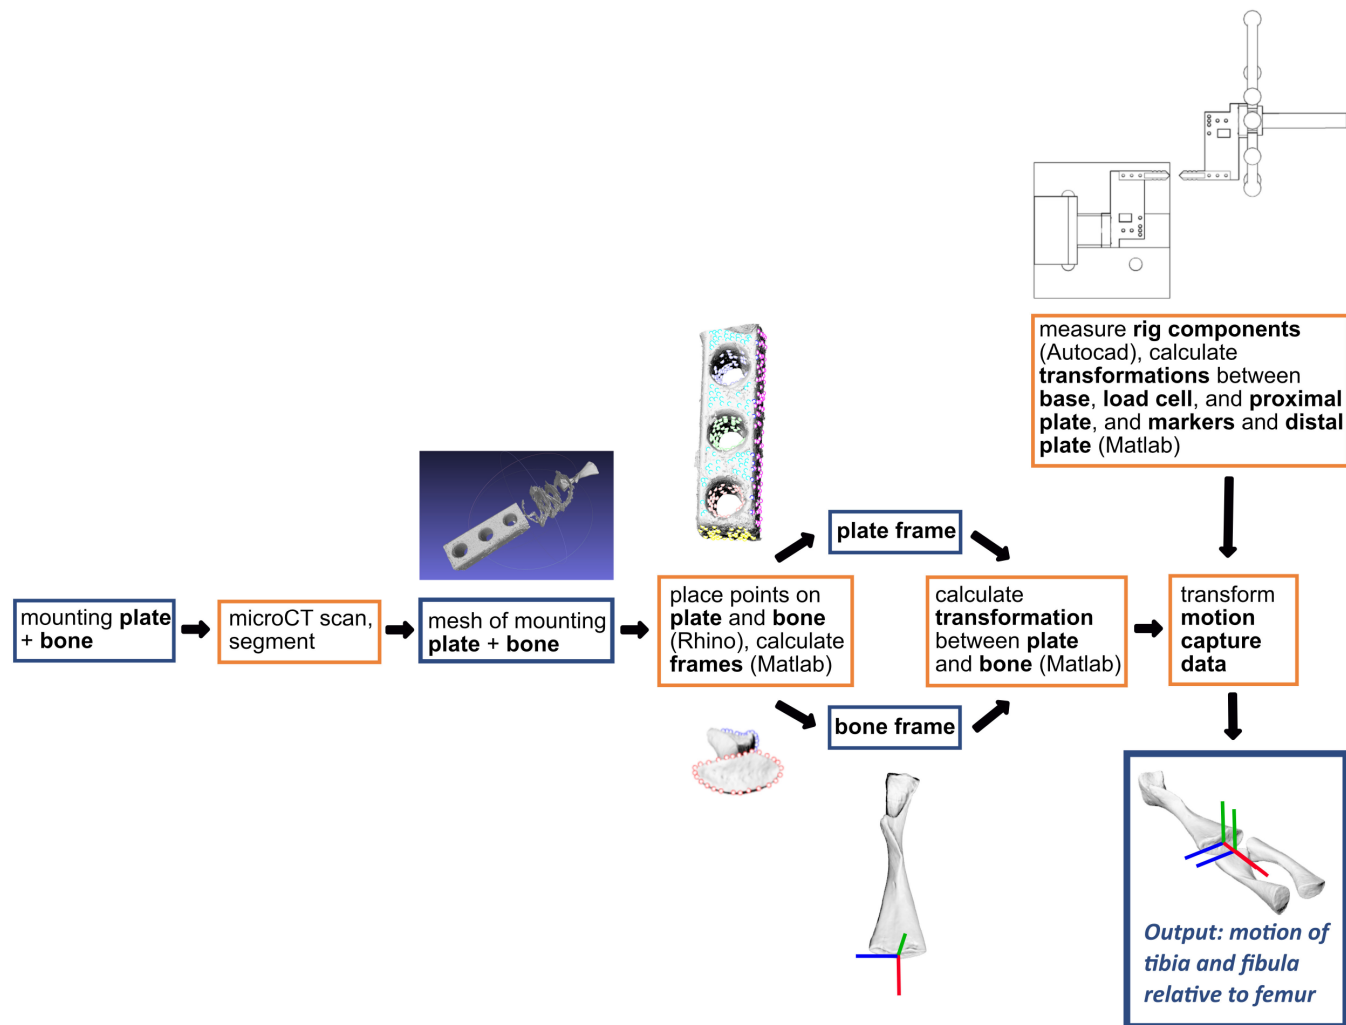 measure rig components
(Autocad), calculate
transformations between
base, load cell, and proximal
plate, and markers and distal
plate (Matlab)
plate frame
mounting plate
+ bone
microCT scan,
segment
mesh of mounting
plate + bone
place points on
plate and bone
(Rhino), calculate
frames (Matlab)
calculate
transformation
between plate
and bone (Matlab)
transform
motion
capture
data
bone frame
Output: motion of
tibia and fibula
relative to femur